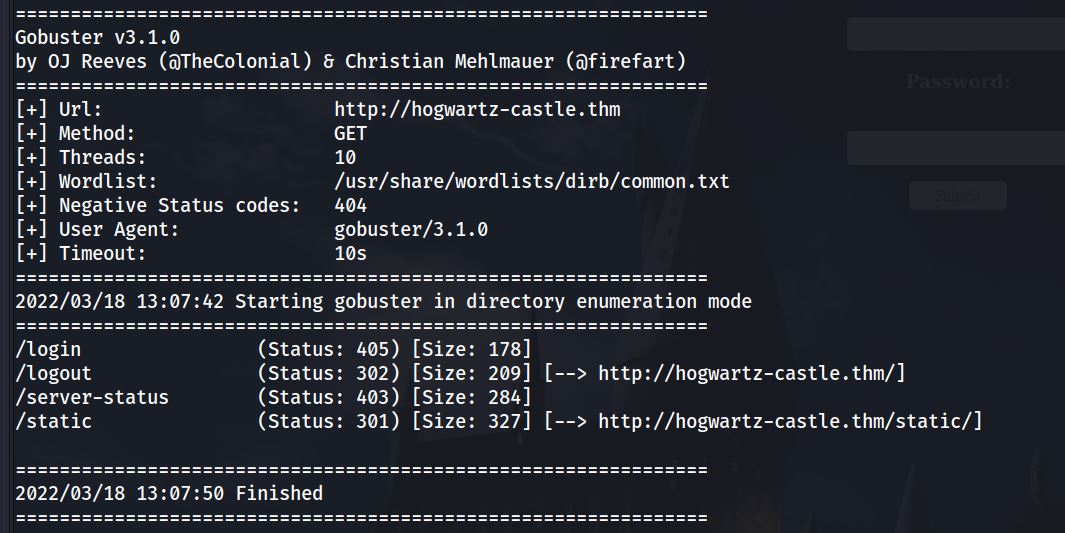 ===============================================================
Gobuster v3.1.0
by OJ Reeves (@TheColonial) & Christian Mehlmauer (@firefart)
===============================================================
[+] Url:                     http://hogwartz-castle.thm
[+] Method:                  GET
[+] Threads:                 10
[+] Wordlist:                /usr/share/wordlists/dirb/common.txt
[+] Negative Status codes:   404
[+] User Agent:              gobuster/3.1.0
[+] Timeout:                 10s
===============================================================
2022/03/18 13:07:42 Starting gobuster in directory enumeration mode
===============================================================
/login                (Status: 405) [Size: 178]
/logout               (Status: 302) [Size: 209] [--> http://hogwartz-castle.thm/]
/server-status        (Status: 403) [Size: 284]
/static               (Status: 301) [Size: 327] [--> http://hogwartz-castle.thm/static/]
===============================================================
2022/03/18 13:07:50 Finished
===============================================================
Password:
Submit